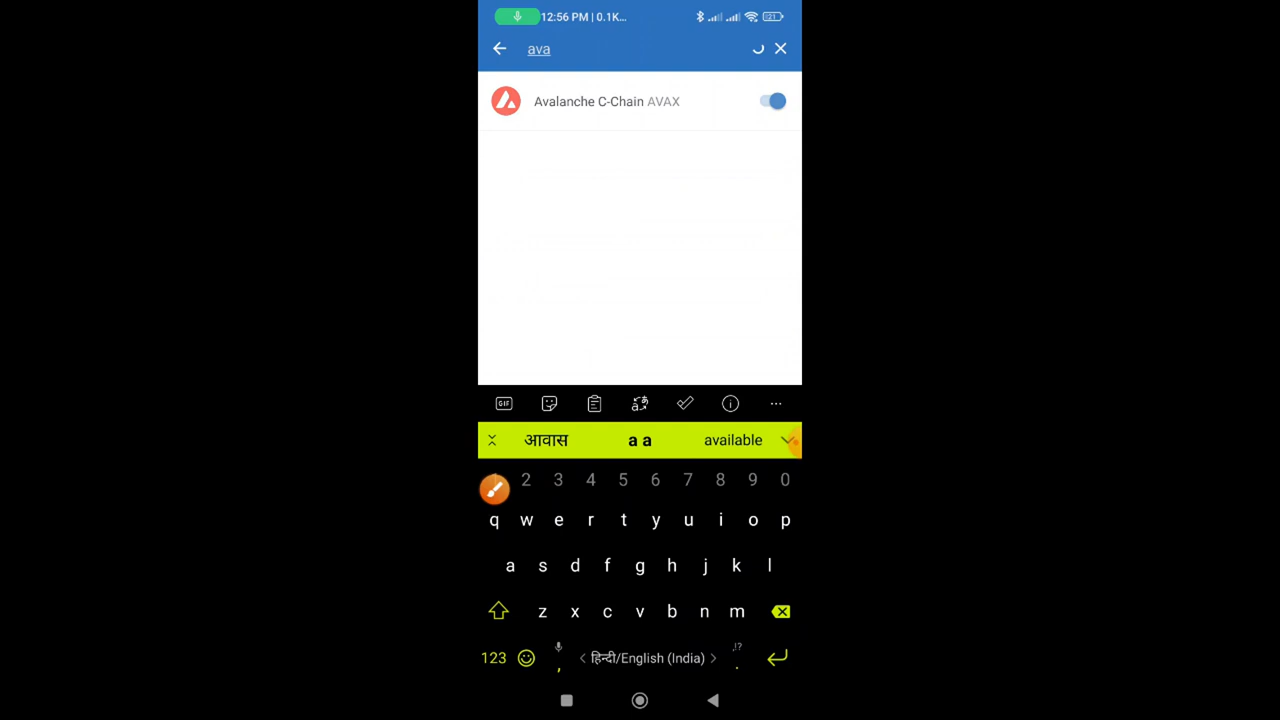 12:56 PM | 0.1K...
21
ava
Avalanche C-Chain AVAX
GIF
आवास a a available
2 3 4 5 6 7 8 9 0
q w e r t y u i o p
a s d f g h j k l
z x c v b n m
,!?
123 , < हिन्दी/English (India) > .